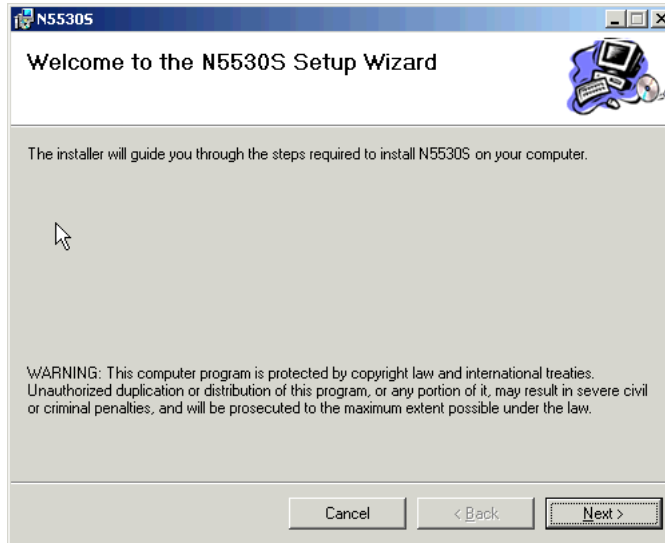 N5530S
Welcome to the N5530S Setup Wizard
The installer will guide you through the steps required to install N5530S on your computer.
WARNING: This computer program is protected by copyright law and international treaties.
Unauthorized duplication or distribution of this program, or any portion of it, may result in severe civil
or criminal penalties, and will be prosecuted to the maximum extent possible under the law.
Cancel
< Back
Next >